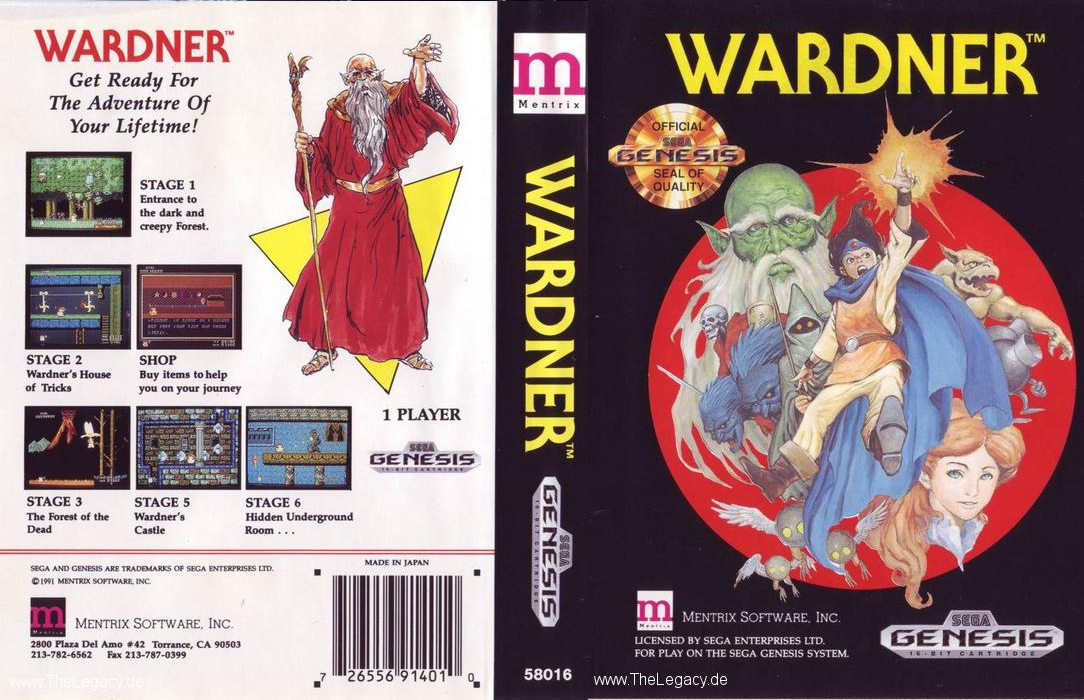 WARDNER™
Get Ready For
The Adventure Of
Your Lifetime!
STAGE 1
Entrance to
the dark and
creepy Forest.
STAGE 2
Wardner's House
of Tricks
SHOP
Buy items to help
you on your journey
STAGE 3
The Forest of the
Dead
STAGE 5
Wardner's
Castle
STAGE 6
Hidden Underground
Room . . .
1 PLAYER
SEGA
GENESIS
16-BIT CARTRIDGE
SEGA AND GENESIS ARE TRADEMARKS OF SEGA ENTERPRISES LTD.
©1991 MENTRIX SOFTWARE, INC.
m
Mentrix
MENTRIX SOFTWARE, INC.
2800 Plaza Del Amo #42 Torrance, CA 90503
213-782-6562 Fax 213-787-0399
MADE IN JAPAN
7 26556 91401 0
www.TheLegacy.de
m
Mentrix
WARDNER™
SEGA
GENESIS
16-BIT CARTRIDGE
58016
WARDNER™
OFFICIAL
SEGA
GENESIS
SEAL OF
QUALITY
m
Mentrix
MENTRIX SOFTWARE, INC.
LICENSED BY SEGA ENTERPRISES LTD.
FOR PLAY ON THE SEGA GENESIS SYSTEM.
SEGA
GENESIS
16-BIT CARTRIDGE
www.TheLegacy.de